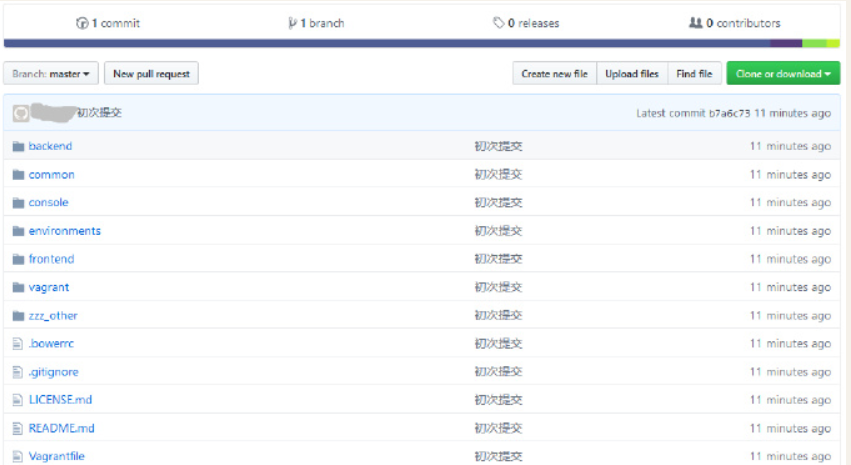 1 commit 1 branch 0 releases 0 contributors
Branch: master New pull request Create new file Upload files Find file Clone or download
初次提交 Latest commit b7a6c73 11 minutes ago
backend 初次提交 11 minutes ago
common 初次提交 11 minutes ago
console 初次提交 11 minutes ago
environments 初次提交 11 minutes ago
frontend 初次提交 11 minutes ago
vagrant 初次提交 11 minutes ago
zzz_other 初次提交 11 minutes ago
.bowerrc 初次提交 11 minutes ago
.gitignore 初次提交 11 minutes ago
LICENSE.md 初次提交 11 minutes ago
README.md 初次提交 11 minutes ago
Vagrantfile 初次提交 11 minutes ago